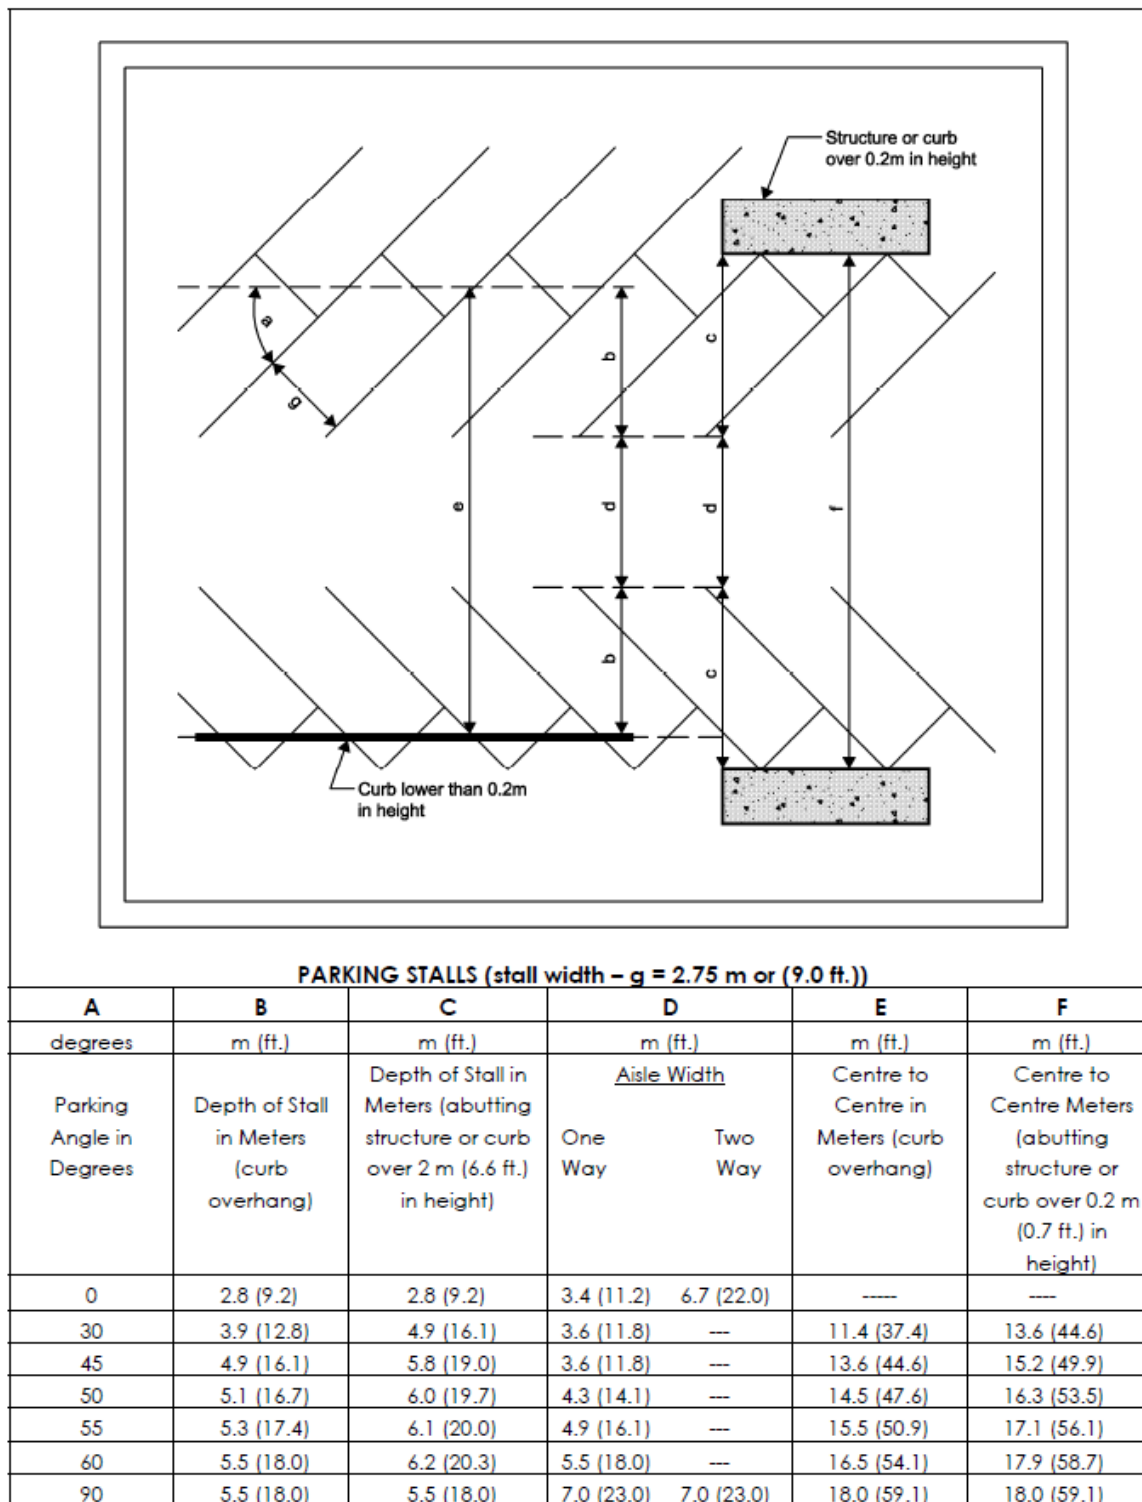 Structure or curb
over 0.2m in height
a
g
b
c
e
d
d
f
b
c
Curb lower than 0.2m
in height
PARKING STALLS (stall width – g = 2.75 m or (9.0 ft.))
A B C D E F
degrees m (ft.) m (ft.) m (ft.) m (ft.) m (ft.)
Parking
Angle in
Degrees
Depth of Stall
in Meters
(curb
overhang)
Depth of Stall in
Meters (abutting
structure or curb
over 2 m (6.6 ft.)
in height)
Aisle Width
One Two
Way Way
Centre to
Centre in
Meters (curb
overhang)
Centre to
Centre Meters
(abutting
structure or
curb over 0.2 m
(0.7 ft.) in
height)
0 2.8 (9.2) 2.8 (9.2) 3.4 (11.2) 6.7 (22.0) ----- ----
30 3.9 (12.8) 4.9 (16.1) 3.6 (11.8) --- 11.4 (37.4) 13.6 (44.6)
45 4.9 (16.1) 5.8 (19.0) 3.6 (11.8) --- 13.6 (44.6) 15.2 (49.9)
50 5.1 (16.7) 6.0 (19.7) 4.3 (14.1) --- 14.5 (47.6) 16.3 (53.5)
55 5.3 (17.4) 6.1 (20.0) 4.9 (16.1) --- 15.5 (50.9) 17.1 (56.1)
60 5.5 (18.0) 6.2 (20.3) 5.5 (18.0) --- 16.5 (54.1) 17.9 (58.7)
90 5.5 (18.0) 5.5 (18.0) 7.0 (23.0) 7.0 (23.0) 18.0 (59.1) 18.0 (59.1)